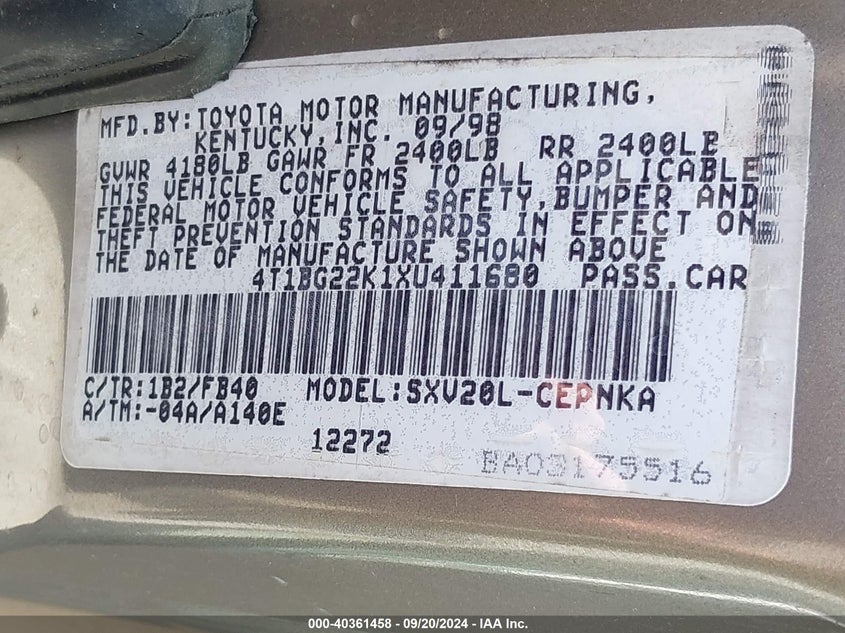 MFD.BY:TOYOTA MOTOR MANUFACTURING,
KENTUCKY,INC. 09/98
GVWR 4180LB GAWR FR 2400LB RR 2400LB
THIS VEHICLE CONFORMS TO ALL APPLICABLE
FEDERAL MOTOR VEHICLE SAFETY,BUMPER AND
THEFT PREVENTION STANDARDS IN EFFECT ON
THE DATE OF MANUFACTURE SHOWN ABOVE
4T1BG22K1XU411680 PASS.CAR
C/TR:1B2/FB40 MODEL:SXV20L-CEPNKA
A/TM:-04A/A140E
12272
BA03175516
000-40361458 - 09/20/2024 - IAA Inc.